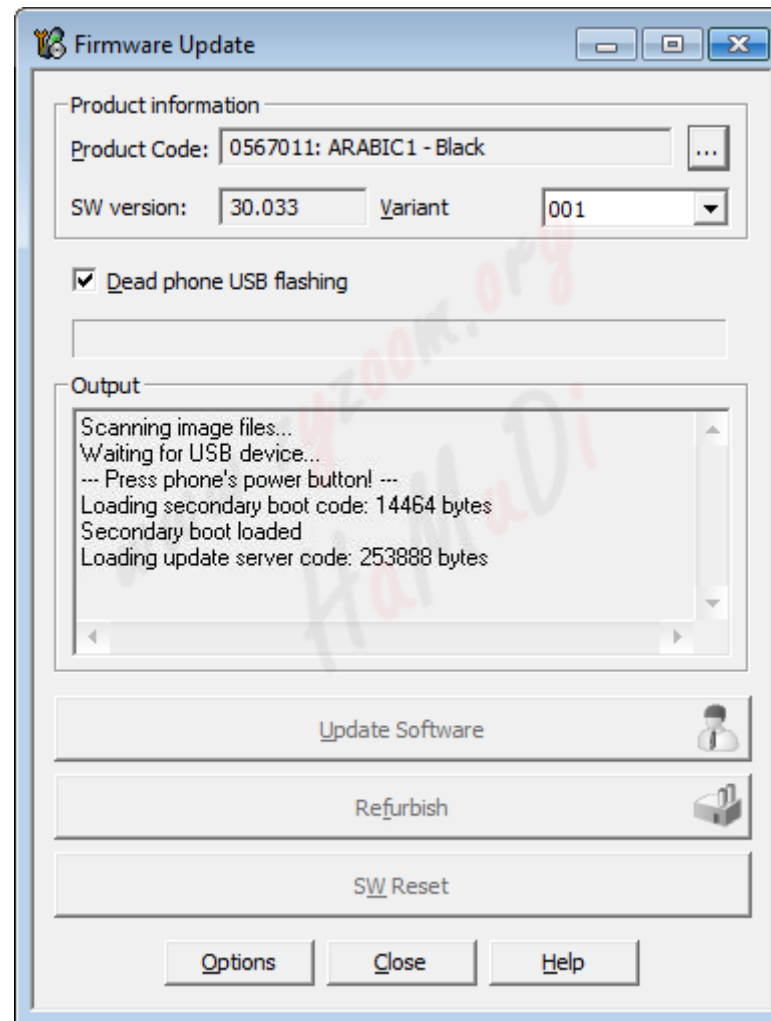 Firmware Update
Product information
Product Code: 0567011: ARABIC1 - Black ...
SW version: 30.033 Variant 001
Dead phone USB flashing
Output
Scanning image files...
Waiting for USB device...
--- Press phone's power button! ---
Loading secondary boot code: 14464 bytes
Secondary boot loaded
Loading update server code: 253888 bytes
HaMuDi
Update Software
Refurbish
SW Reset
Options Close Help